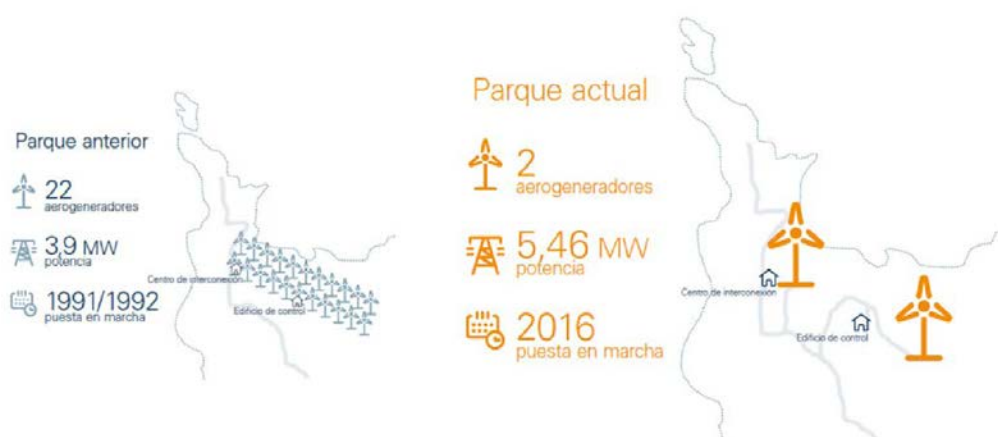 Parque anterior
22
aerogeneradores
3,9 MW
potencia
1991/1992
puesta en marcha
Centro de interconexión
Edificio de control
Parque actual
2
aerogeneradores
5,46 MW
potencia
2016
puesta en marcha
Centro de interconexión
Edificio de control